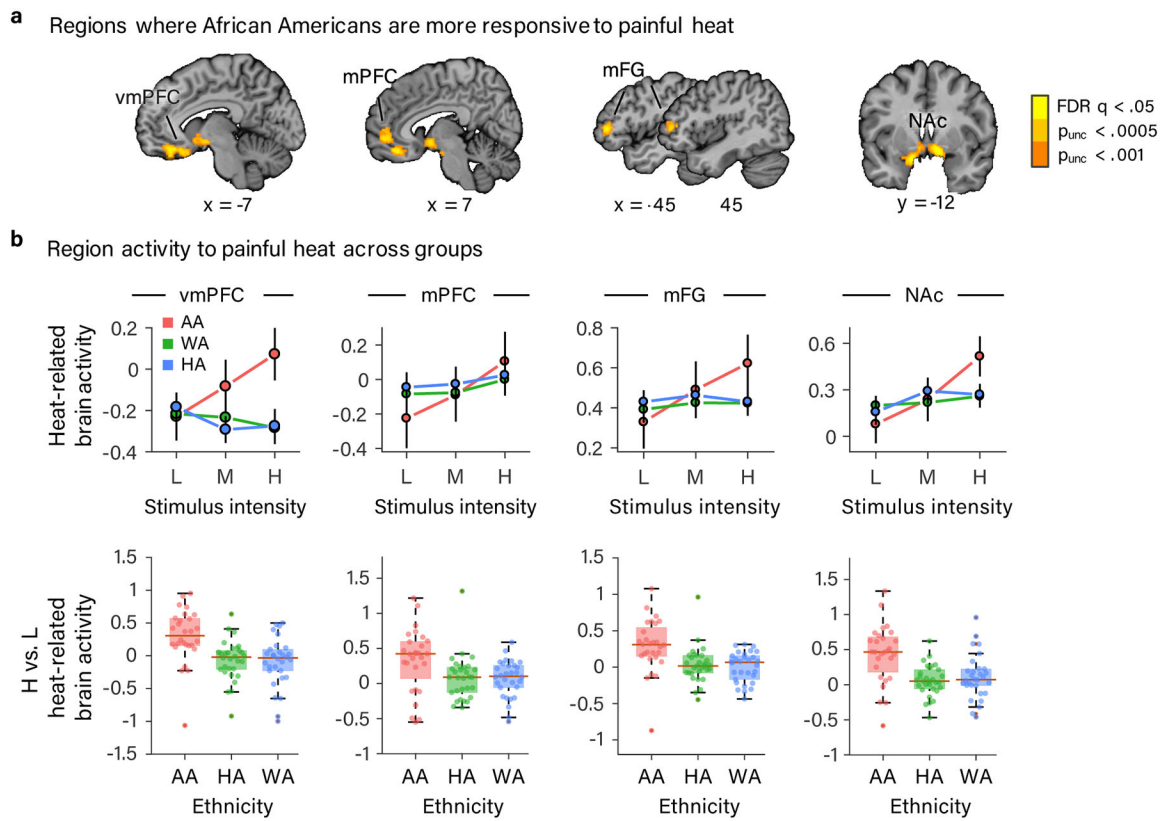 a Regions where African Americans are more responsive to painful heat
vmPFC
mPFC
mFG
NAc
FDR q < .05
punc < .0005
punc < .001
x = -7
x = 7
x = -45
45
y = -12
b Region activity to painful heat across groups
vmPFC
mPFC
mFG
NAc
Heat-related
brain activity
0.2
0
-0.2
-0.4
AA
WA
HA
L M H
Stimulus intensity
0.2
0
-0.2
-0.4
L M H
Stimulus intensity
0.8
0.6
0.4
0.2
L M H
Stimulus intensity
0.6
0.3
0
L M H
Stimulus intensity
H vs. L
heat-related
brain activity
1.5
1
0.5
0
-0.5
-1
-1.5
AA HA WA
Ethnicity
1.5
1
0.5
0
-0.5
-1
AA HA WA
Ethnicity
1.5
1
0.5
0
-0.5
-1
AA HA WA
Ethnicity
1.5
1
0.5
0
-0.5
-1
AA HA WA
Ethnicity